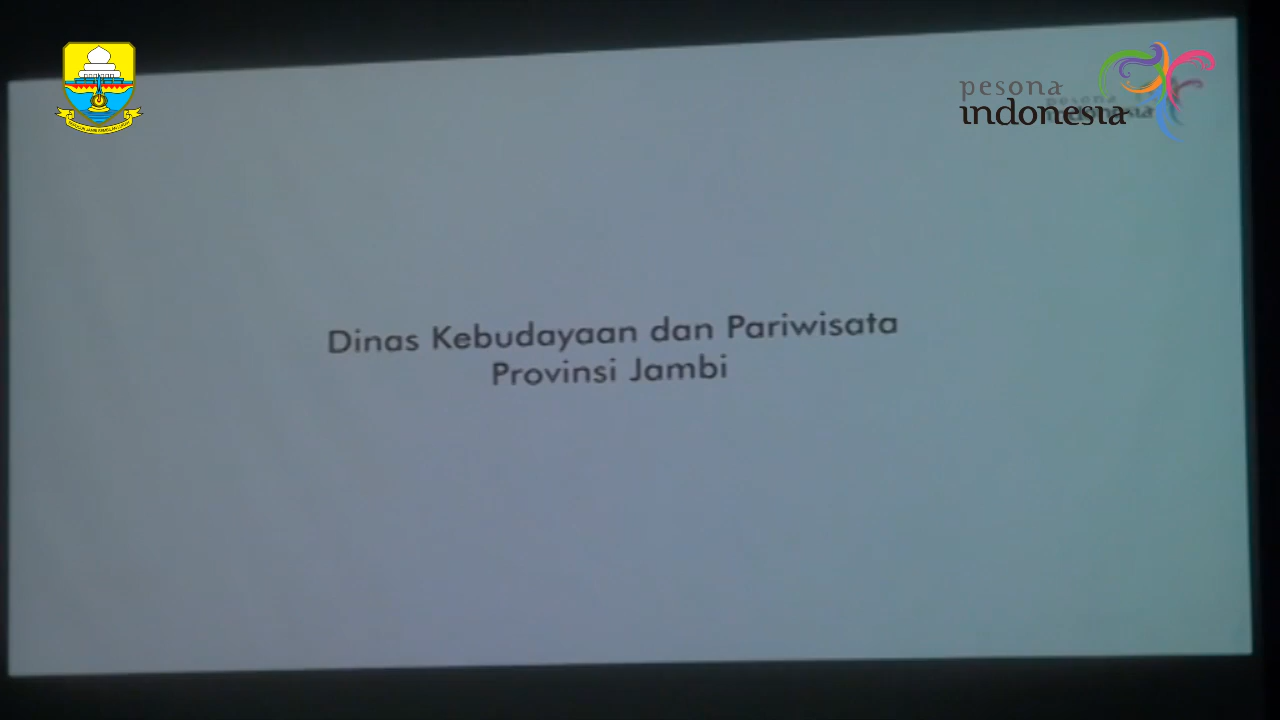 pesona
indonesia
Dinas Kebudayaan dan Pariwisata
Provinsi Jambi